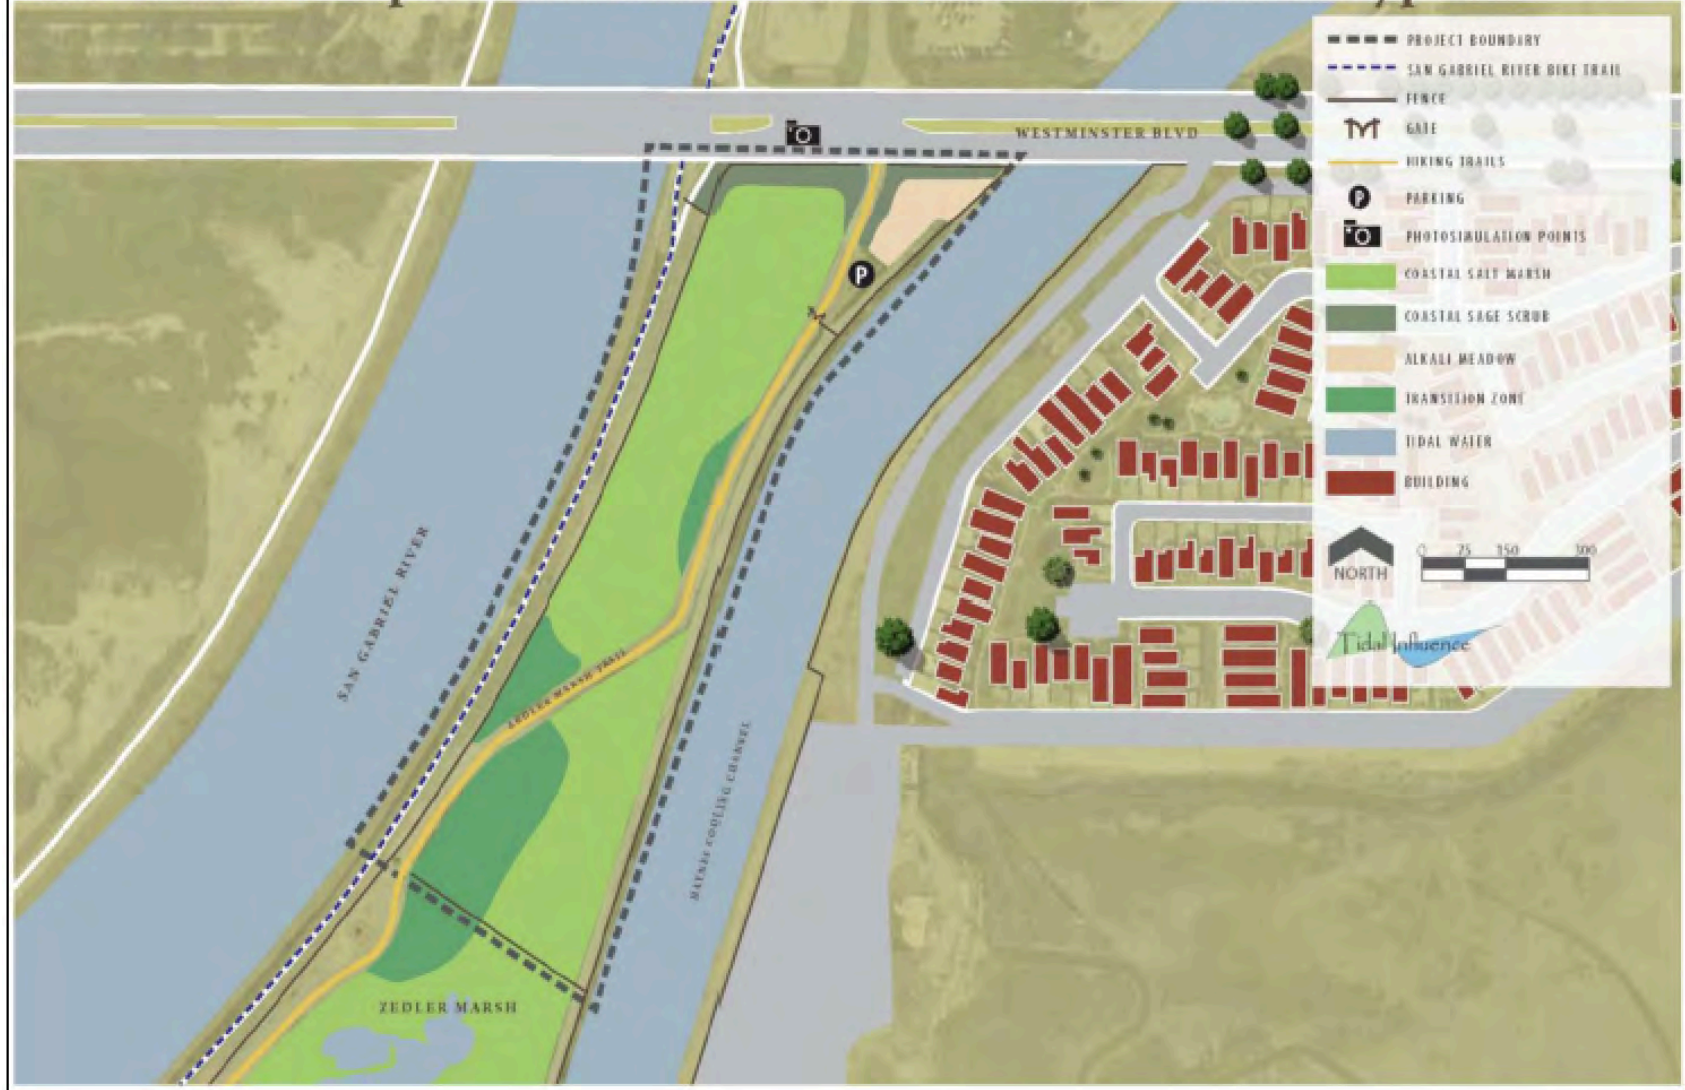 WESTMINSTER BLVD
P
SAN GABRIEL RIVER
ZEDLER MARSH TRAIL
HAYNES COOLING CHANNEL
ZEDLER MARSH
PROJECT BOUNDARY
SAN GABRIEL RIVER BIKE TRAIL
FENCE
GATE
HIKING TRAILS
P PARKING
PHOTOSIMULATION POINTS
COASTAL SALT MARSH
COASTAL SAGE SCRUB
ALKALI MEADOW
TRANSITION ZONE
TIDAL WATER
BUILDING
NORTH
0 75 150 300
Tidal Influence